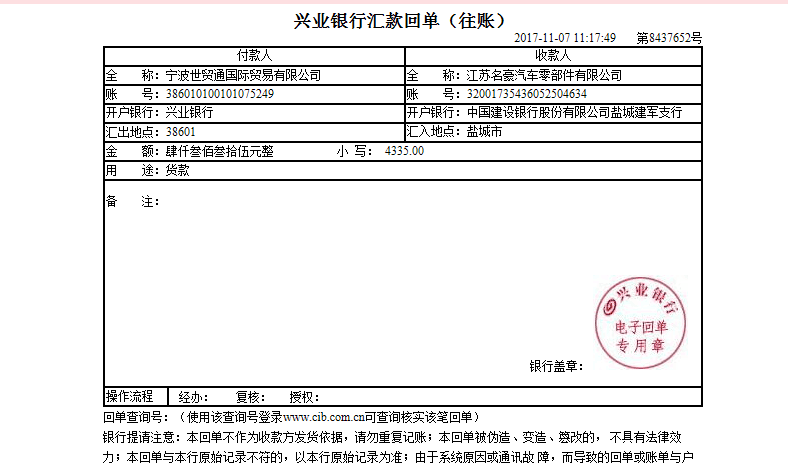 兴业银行汇款回单（往账）
2017-11-07 11:17:49 第8437652号
付款人 收款人
全 称：宁波世贸通国际贸易有限公司 全 称：江苏名豪汽车零部件有限公司
账 号：386010100101075249 账 号：32001735436052504634
开户银行：兴业银行 开户银行：中国建设银行股份有限公司盐城建军支行
汇出地点：38601 汇入地点：盐城市
金 额：肆仟叁佰叁拾伍元整 小 写： 4335.00
用 途：货款
备 注：
兴业银行
电子回单
专用章
银行盖章：
操作流程 经办： 复核： 授权：
回单查询号：（使用该查询号登录www.cib.com.cn可查询核实该笔回单）
银行提请注意：本回单不作为收款方发货依据，请勿重复记账；本回单被伪造、变造、篡改的， 不具有法律效
力；本回单与本行原始记录不符的，以本行原始记录为准；由于系统原因或通讯故 障，而导致的回单或账单与户